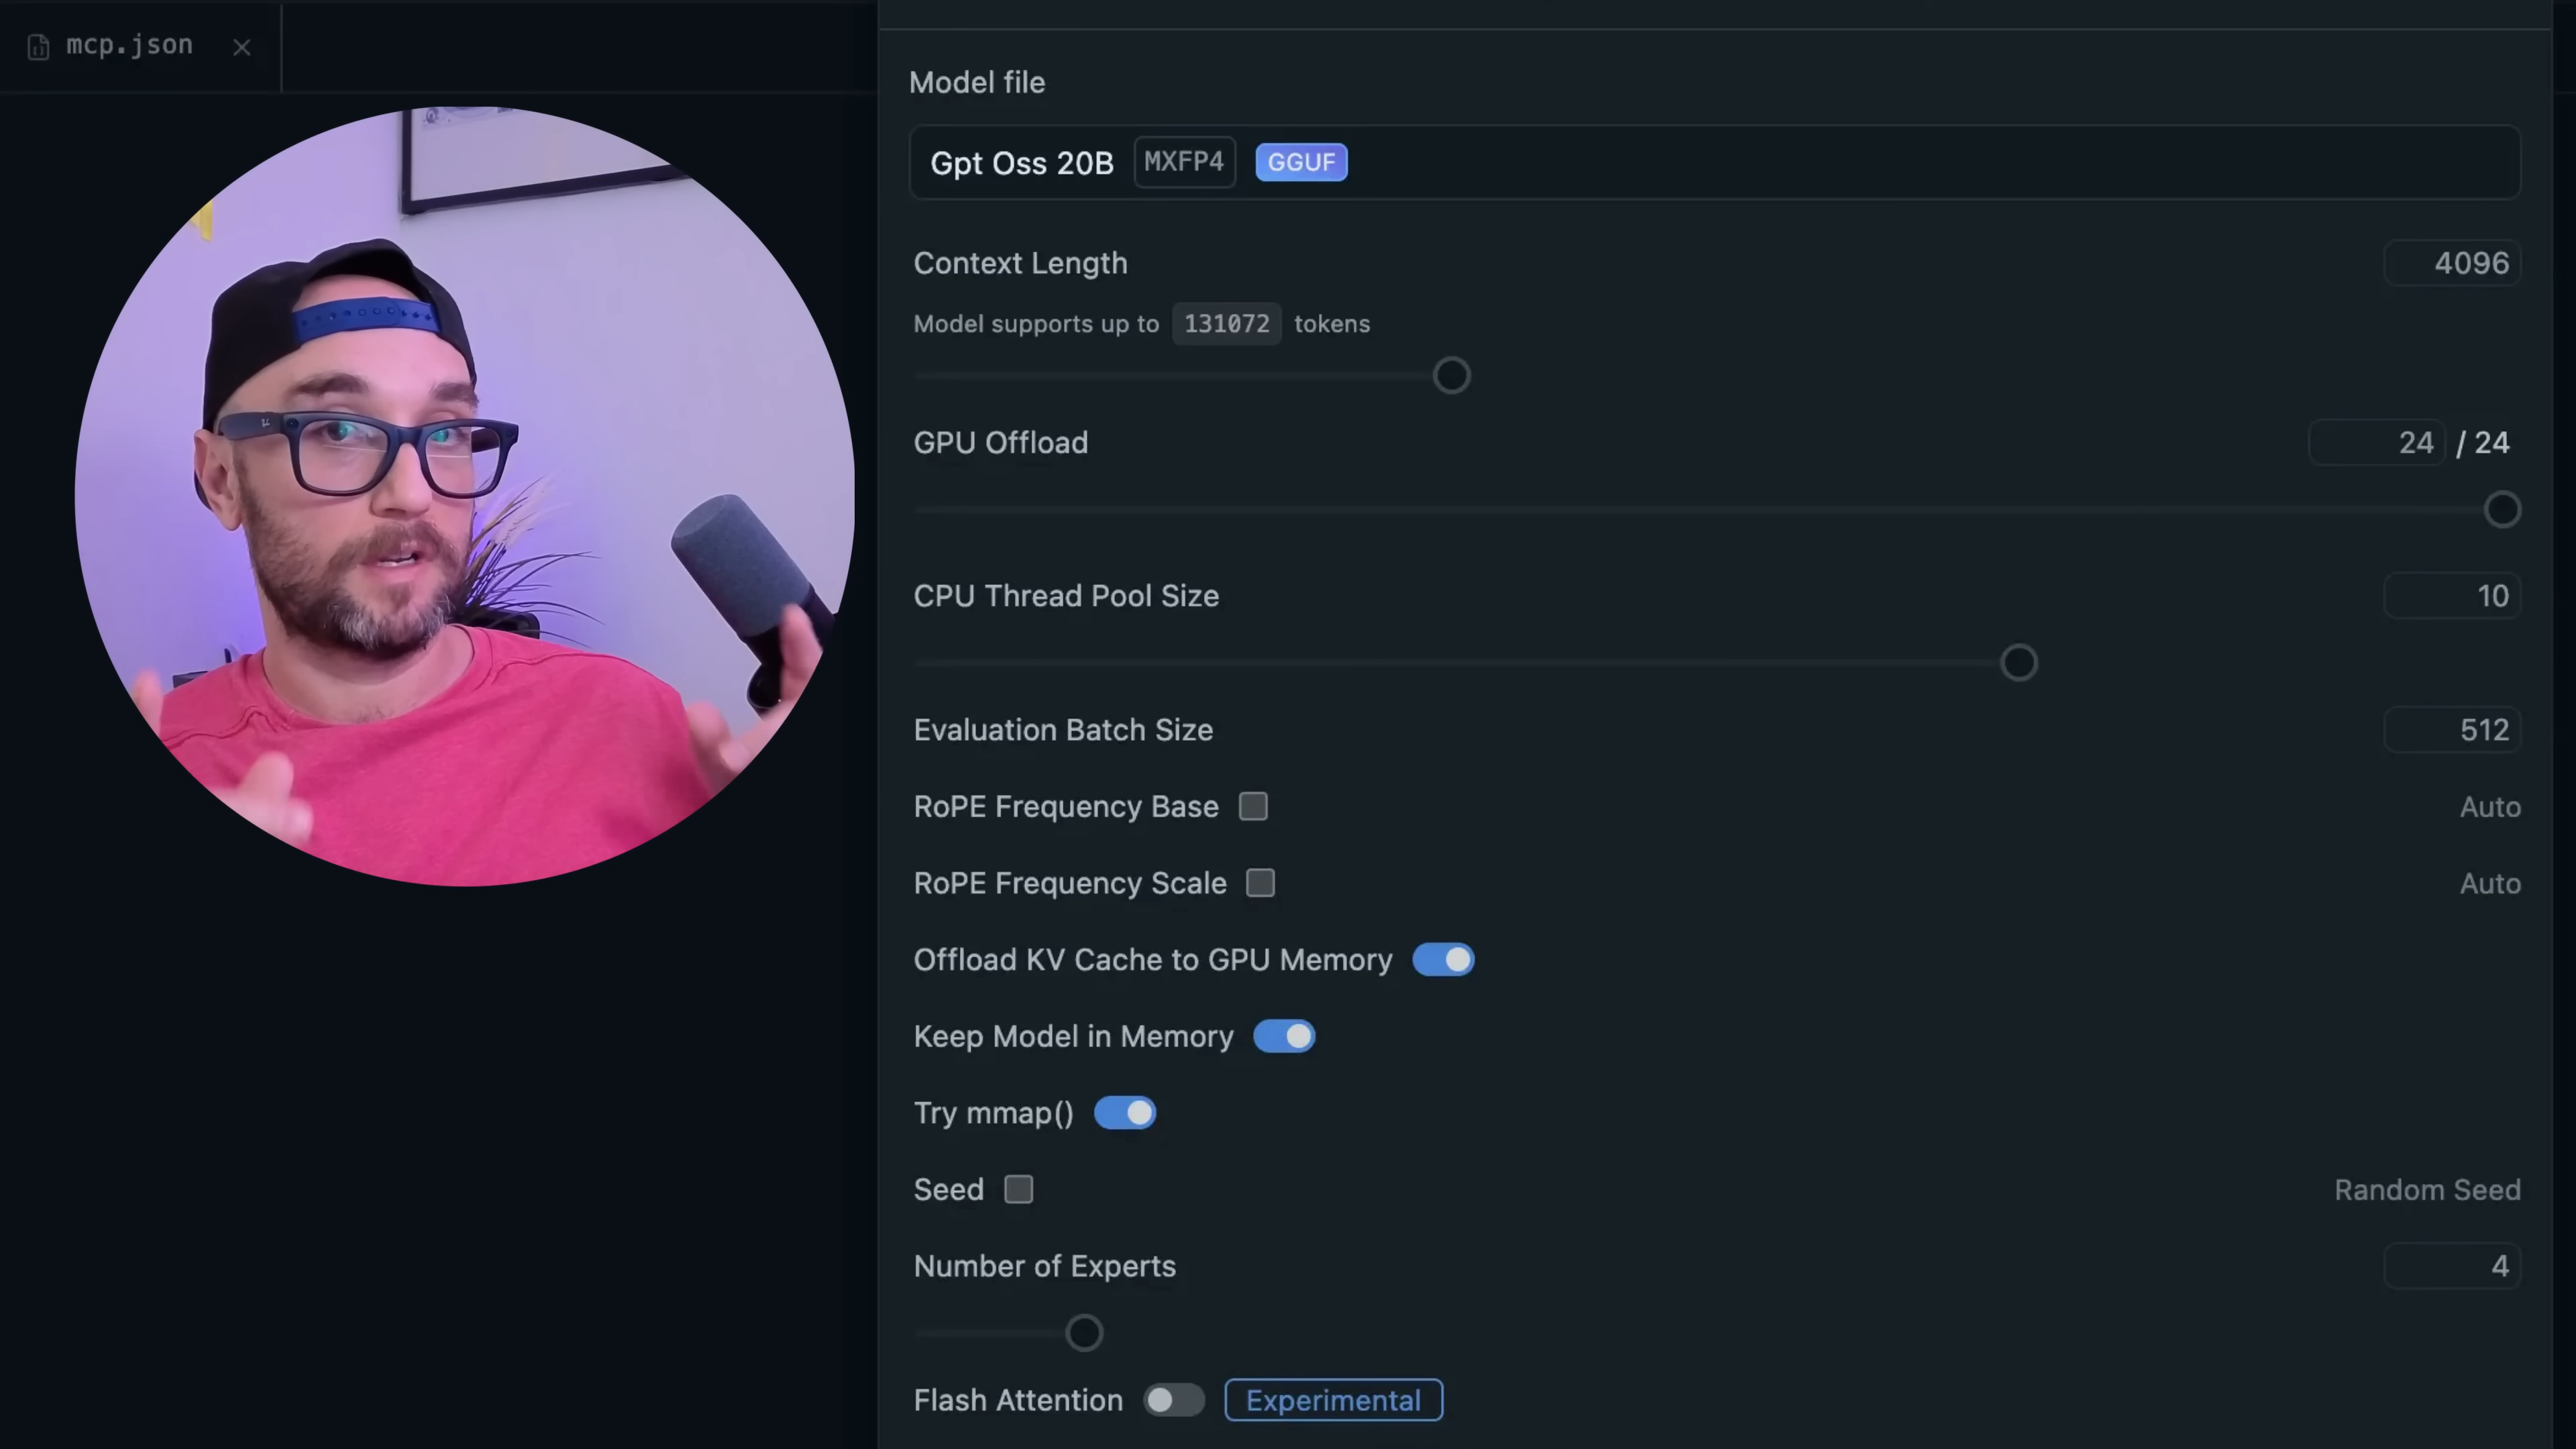 mcp.json
Model file
Gpt Oss 20B MXFP4 GGUF
Context Length 4096
Model supports up to 131072 tokens
GPU Offload 24 / 24
CPU Thread Pool Size 10
Evaluation Batch Size 512
RoPE Frequency Base Auto
RoPE Frequency Scale Auto
Offload KV Cache to GPU Memory
Keep Model in Memory
Try mmap()
Seed Random Seed
Number of Experts 4
Flash Attention Experimental